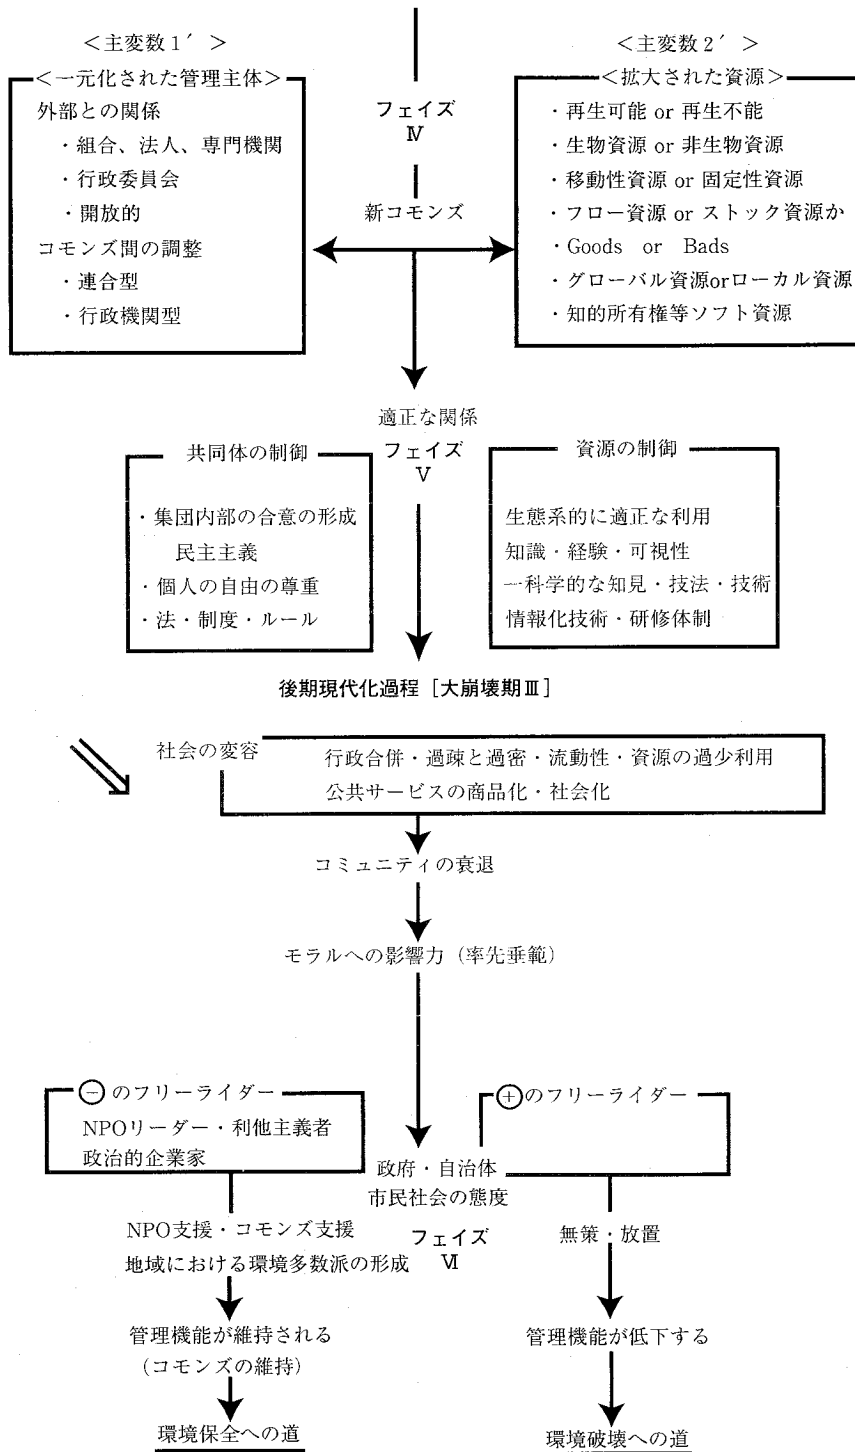 ＜主変数１′＞
＜一元化された管理主体＞
外部との関係
・組合、法人、専門機関
・行政委員会
・開放的
コモンズ間の調整
・連合型
・行政機関型
フェイズ
Ⅳ
新コモンズ
＜主変数２′＞
＜拡大された資源＞
・再生可能 or 再生不能
・生物資源 or 非生物資源
・移動性資源 or 固定性資源
・フロー資源 or ストック資源か
・Goods or Bads
・グローバル資源orローカル資源
・知的所有権等ソフト資源
適正な関係
フェイズ
Ⅴ
共同体の制御
・集団内部の合意の形成
民主主義
・個人の自由の尊重
・法・制度・ルール
資源の制御
生態系的に適正な利用
知識・経験・可視性
―科学的な知見・技法・技術
情報化技術・研修体制
後期現代化過程［大崩壊期Ⅲ］
社会の変容
行政合併・過疎と過密・流動性・資源の過少利用
公共サービスの商品化・社会化
コミュニティの衰退
モラルへの影響力（率先垂範）
㊀のフリーライダー
NPOリーダー・利他主義者
政治的企業家
⊕のフリーライダー
政府・自治体
市民社会の態度
フェイズ
Ⅵ
NPO支援・コモンズ支援
地域における環境多数派の形成
管理機能が維持される
（コモンズの維持）
環境保全への道
無策・放置
管理機能が低下する
環境破壊への道